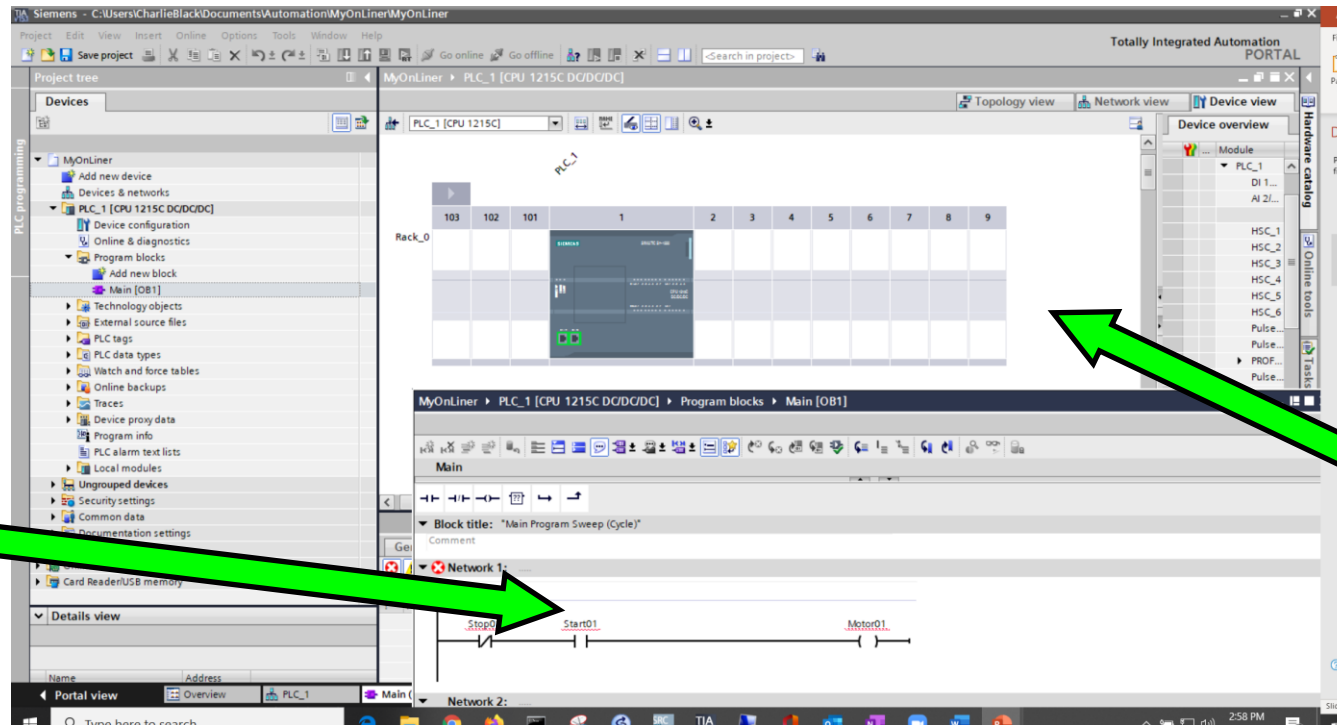 Siemens - C:\Users\CharlieBlack\Documents\Automation\MyOnLiner\MyOnLiner
Project Edit View Insert Online Options Tools Window Help
Totally Integrated Automation
PORTAL
Save project
Go online
Go offline
<Search in project>
Project tree
MyOnLiner ▸ PLC_1 [CPU 1215C DC/DC/DC]
Devices
Topology view
Network view
Device view
PLC_1 [CPU 1215C]
Device overview
PLC programming
MyOnLiner
Add new device
Devices & networks
PLC_1 [CPU 1215C DC/DC/DC]
Device configuration
Online & diagnostics
Program blocks
Add new block
Main [OB1]
Technology objects
External source files
PLC tags
PLC data types
Watch and force tables
Online backups
Traces
Device proxy data
Program info
PLC alarm text lists
Local modules
Ungrouped devices
Security settings
Common data
Documentation settings
Card Reader/USB memory
Details view
Name Address
PLC_1
103 102 101 1 2 3 4 5 6 7 8 9
Rack_0
SIEMENS
... Module
PLC_1
DI 1...
AI 2/...
HSC_1
HSC_2
HSC_3
HSC_4
HSC_5
HSC_6
Pulse...
Pulse...
PROF...
Pulse...
Hardware catalog
Online tools
Tasks
MyOnLiner ▸ PLC_1 [CPU 1215C DC/DC/DC] ▸ Program blocks ▸ Main [OB1]
Main
??
Block title: "Main Program Sweep (Cycle)"
Comment
Network 1: ....
Start01 Motor01
Network 2: ....
Portal view
Overview
PLC_1
Main (
Type here to search
SRC
TIA
2:58 PM